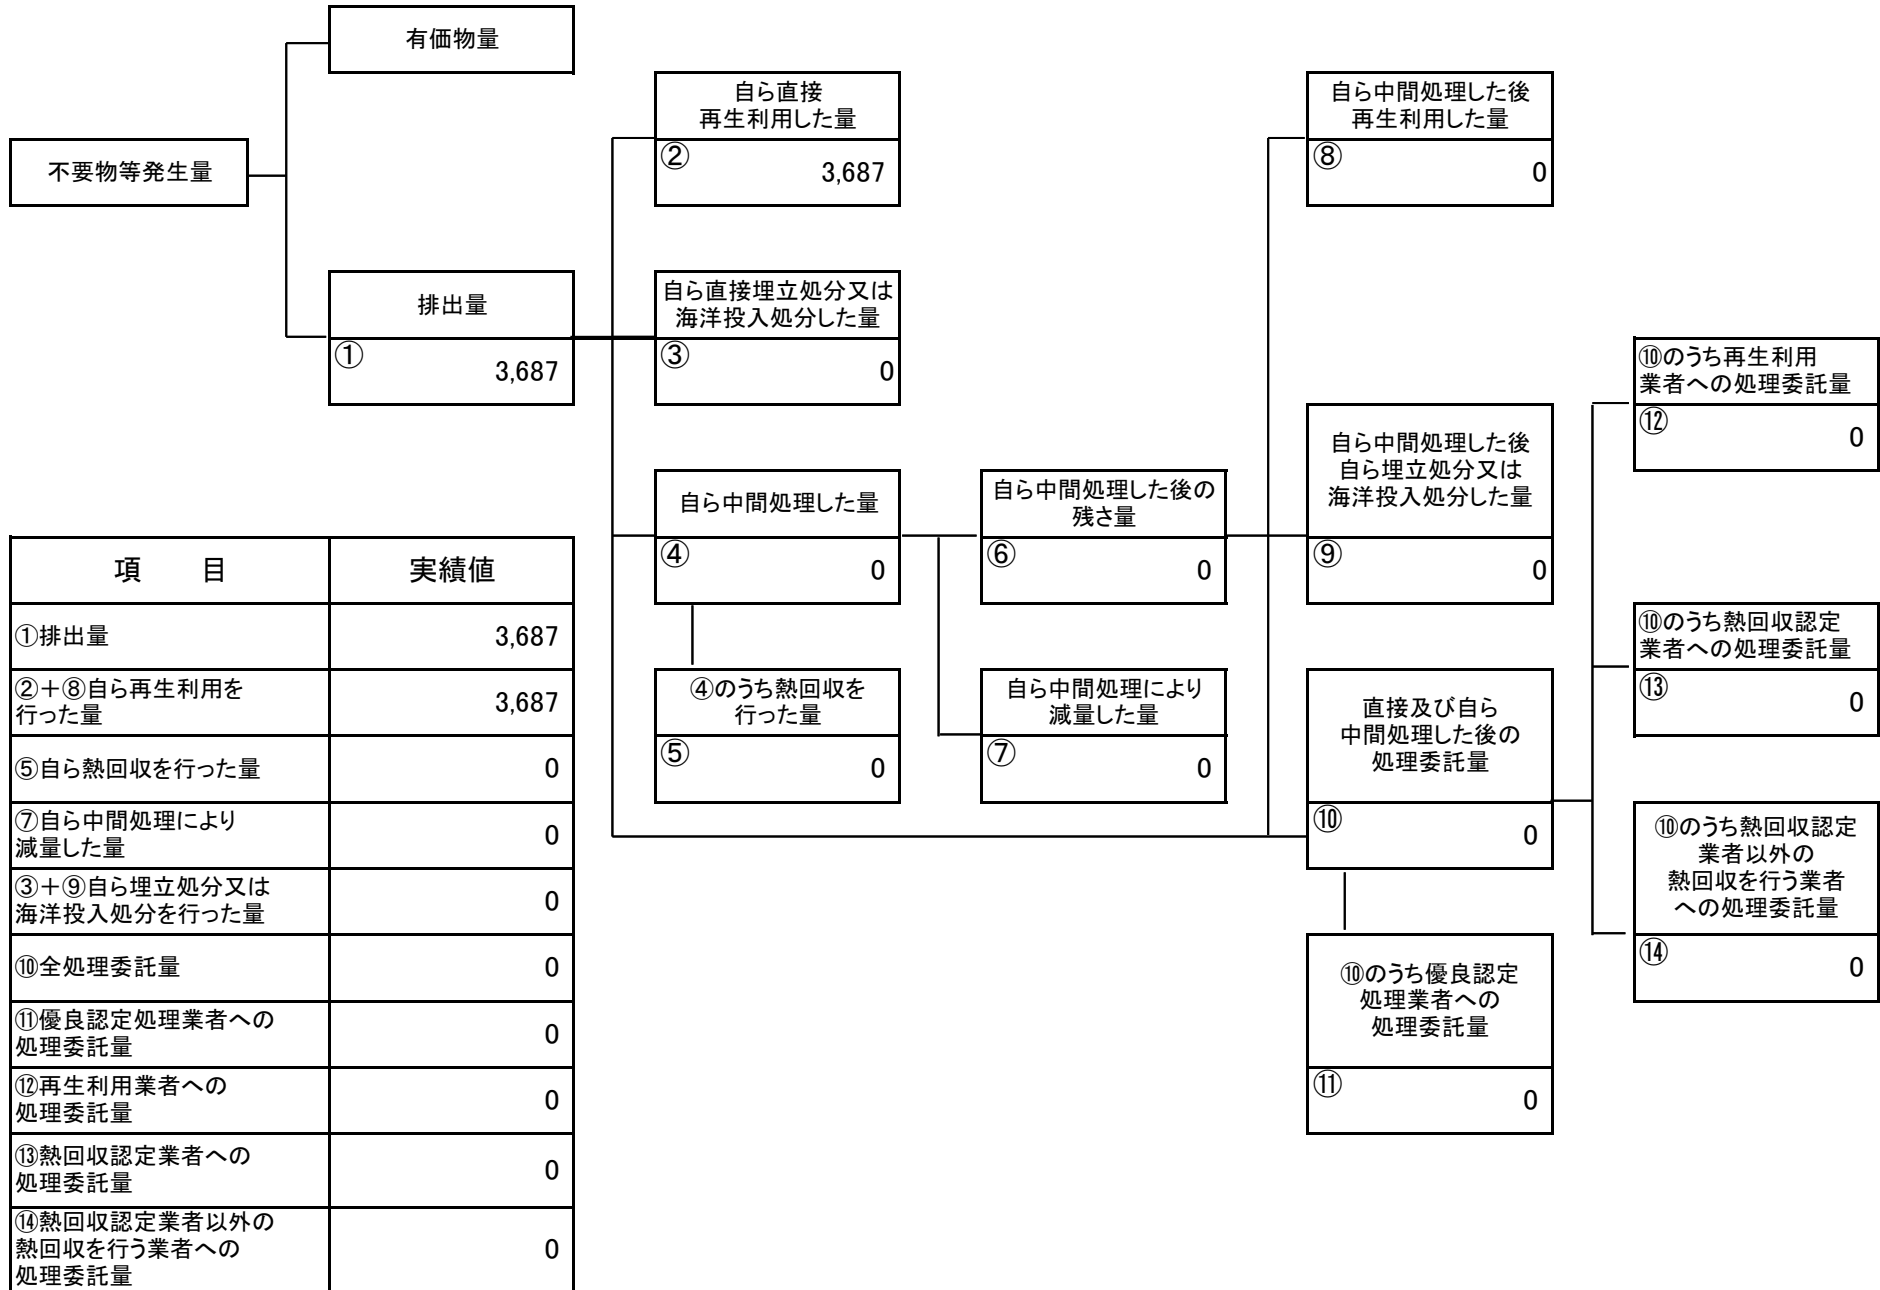 有価物量
不要物等発生量
排出量
①
3,687
自ら直接
再生利用した量
②
3,687
自ら直接埋立処分又は
海洋投入処分した量
③
0
自ら中間処理した量
④
0
④のうち熱回収を
行った量
⑤
0
自ら中間処理した後の
残さ量
⑥
0
自ら中間処理により
減量した量
⑦
0
自ら中間処理した後
再生利用した量
⑧
0
自ら中間処理した後
自ら埋立処分又は
海洋投入処分した量
⑨
0
直接及び自ら
中間処理した後の
処理委託量
⑩
0
⑩のうち優良認定
処理業者への
処理委託量
⑪
0
⑩のうち再生利用
業者への処理委託量
⑫
0
⑩のうち熱回収認定
業者への処理委託量
⑬
0
⑩のうち熱回収認定
業者以外の
熱回収を行う業者
への処理委託量
⑭
0
項　　目 実績値
①排出量 3,687
②＋⑧自ら再生利用を
行った量 3,687
⑤自ら熱回収を行った量 0
⑦自ら中間処理により
減量した量 0
③＋⑨自ら埋立処分又は
海洋投入処分を行った量 0
⑩全処理委託量 0
⑪優良認定処理業者への
処理委託量 0
⑫再生利用業者への
処理委託量 0
⑬熱回収認定業者への
処理委託量 0
⑭熱回収認定業者以外の
熱回収を行う業者への 0
処理委託量